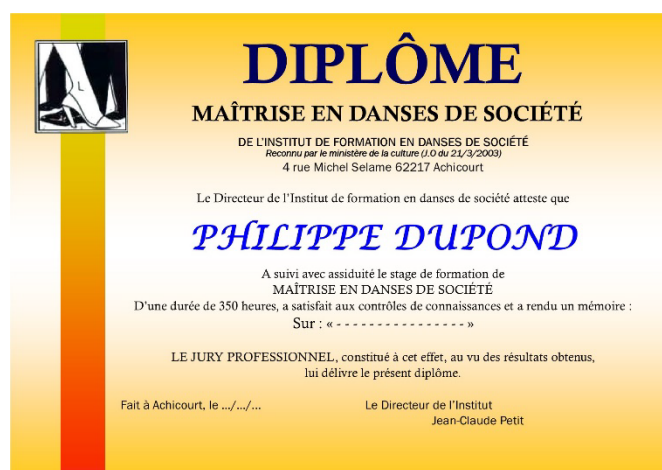 DIPLÔME
MAÎTRISE EN DANSES DE SOCIÉTÉ
DE L'INSTITUT DE FORMATION EN DANSES DE SOCIÉTÉ
Reconnu par le ministère de la culture (J.O du 21/3/2003)
4 rue Michel Selame 62217 Achicourt
Le Directeur de l'Institut de formation en danses de société atteste que
PHILIPPE DUPOND
A suivi avec assiduité le stage de formation de
MAÎTRISE EN DANSES DE SOCIÉTÉ
D'une durée de 350 heures, a satisfait aux contrôles de connaissances et a rendu un mémoire :
Sur : « - - - - - - - - - - - - - - - - »
LE JURY PROFESSIONNEL, constitué à cet effet, au vu des résultats obtenus,
lui délivre le présent diplôme.
Fait à Achicourt, le .../.../... Le Directeur de l'Institut
Jean-Claude Petit